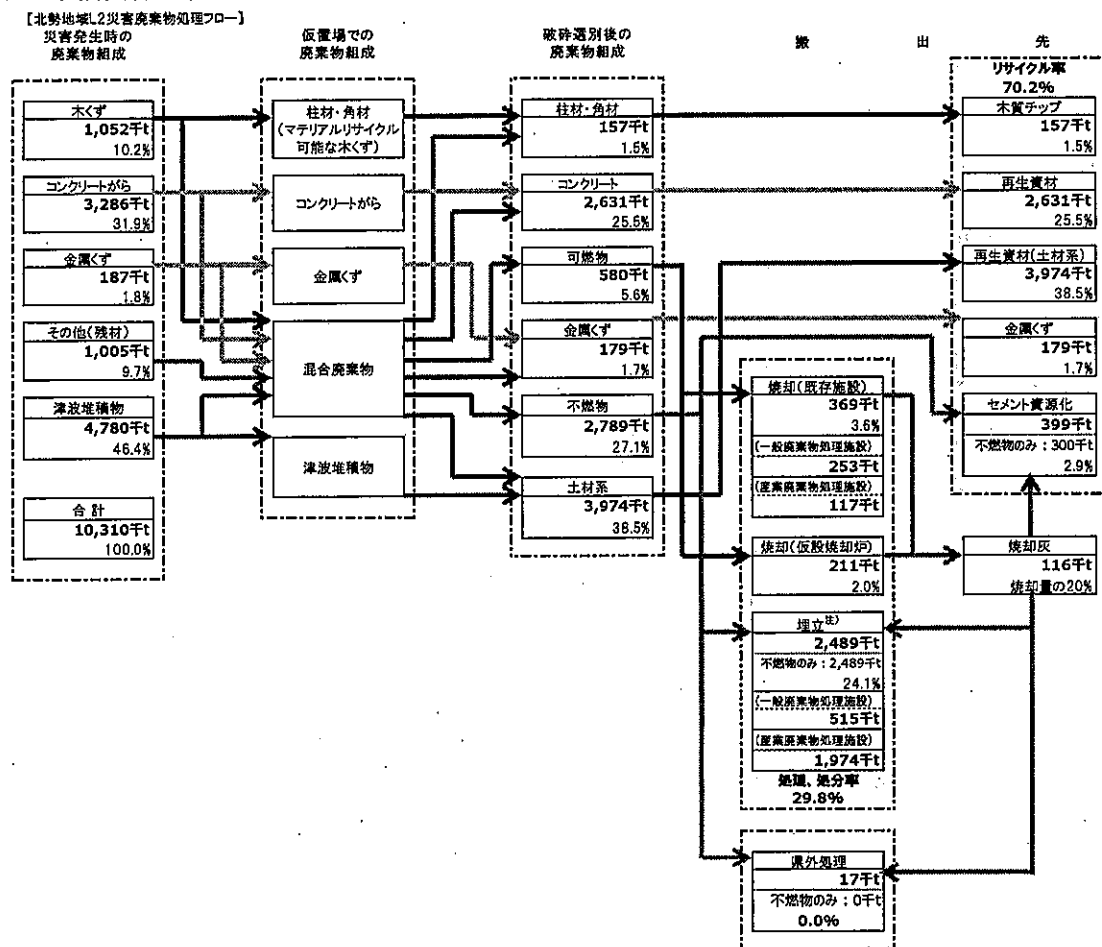 【北勢地域L2災害廃棄物処理フロー】
災害発生時の
廃棄物組成
木くず
1,052千t
10.2%
コンクリートがら
3,286千t
31.9%
金属くず
187千t
1.8%
その他(残材)
1,005千t
9.7%
津波堆積物
4,780千t
46.4%
合計
10,310千t
100.0%
仮置場での
廃棄物組成
柱材・角材
(マテリアルリサイクル
可能な木くず)
コンクリートがら
金属くず
混合廃棄物
津波堆積物
破砕選別後の
廃棄物組成
柱材・角材
157千t
1.5%
コンクリート
2,631千t
25.6%
可燃物
580千t
5.6%
金属くず
179千t
1.7%
不燃物
2,789千t
27.1%
土材系
3,974千t
38.5%
搬 出 先
焼却(既存施設)
369千t
3.6%
(一般廃棄物処理施設)
253千t
(産業廃棄物処理施設)
117千t
焼却(仮設焼却炉)
211千t
2.0%
埋立注)
2,489千t
不燃物のみ:2,489千t
24.1%
(一般廃棄物処理施設)
515千t
(産業廃棄物処理施設)
1,974千t
処理、処分率
29.8%
県外処理
17千t
不燃物のみ:0千t
0.0%
リサイクル率
70.2%
木質チップ
157千t
1.5%
再生資材
2,631千t
25.5%
再生資材(土材系)
3,974千t
38.5%
金属くず
179千t
1.7%
セメント資源化
399千t
不燃物のみ:300千t
2.9%
焼却灰
116千t
焼却量の20%